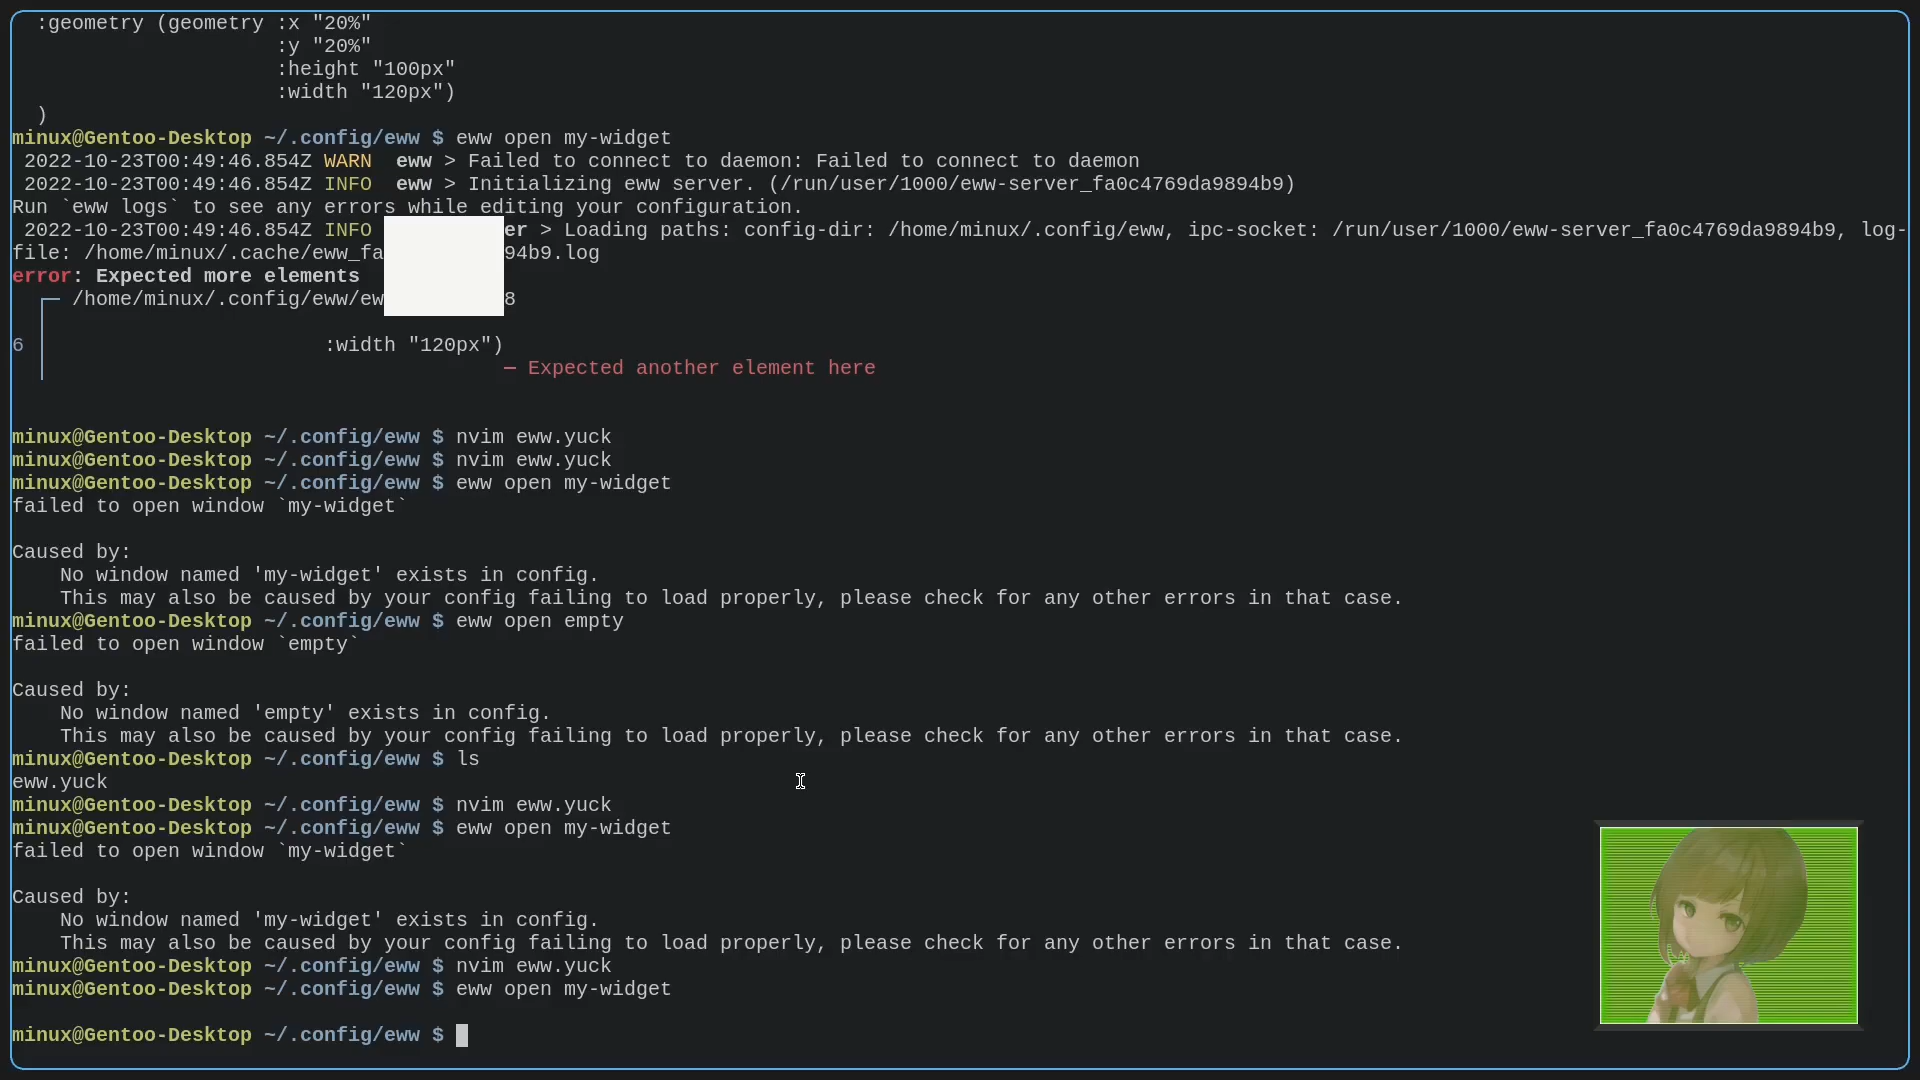 :geometry (geometry :x "20%"
:y "20%"
:height "100px"
:width "120px")
)
minux@Gentoo-Desktop ~/.config/eww $ eww open my-widget
2022-10-23T00:49:46.854Z WARN  eww > Failed to connect to daemon: Failed to connect to daemon
2022-10-23T00:49:46.854Z INFO  eww > Initializing eww server. (/run/user/1000/eww-server_fa0c4769da9894b9)
Run `eww logs` to see any errors while editing your configuration.
2022-10-23T00:49:46.854Z INFO er > Loading paths: config-dir: /home/minux/.config/eww, ipc-socket: /run/user/1000/eww-server_fa0c4769da9894b9, log-
file: /home/minux/.cache/eww_fa 94b9.log
error: Expected more elements
/home/minux/.config/eww/ew 8
6 :width "120px")
— Expected another element here
minux@Gentoo-Desktop ~/.config/eww $ nvim eww.yuck
minux@Gentoo-Desktop ~/.config/eww $ nvim eww.yuck
minux@Gentoo-Desktop ~/.config/eww $ eww open my-widget
failed to open window `my-widget`
Caused by:
No window named 'my-widget' exists in config.
This may also be caused by your config failing to load properly, please check for any other errors in that case.
minux@Gentoo-Desktop ~/.config/eww $ eww open empty
failed to open window `empty`
Caused by:
No window named 'empty' exists in config.
This may also be caused by your config failing to load properly, please check for any other errors in that case.
minux@Gentoo-Desktop ~/.config/eww $ ls
eww.yuck
minux@Gentoo-Desktop ~/.config/eww $ nvim eww.yuck
minux@Gentoo-Desktop ~/.config/eww $ eww open my-widget
failed to open window `my-widget`
Caused by:
No window named 'my-widget' exists in config.
This may also be caused by your config failing to load properly, please check for any other errors in that case.
minux@Gentoo-Desktop ~/.config/eww $ nvim eww.yuck
minux@Gentoo-Desktop ~/.config/eww $ eww open my-widget
minux@Gentoo-Desktop ~/.config/eww $